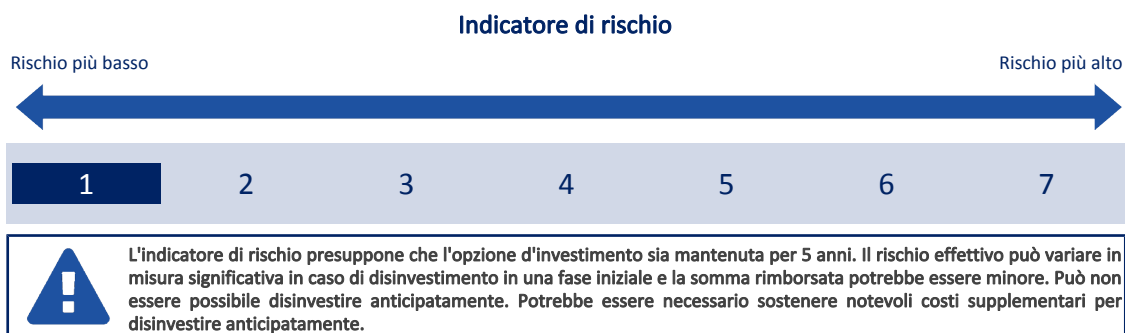 Indicatore di rischio
Rischio più basso
Rischio più alto
1 2 3 4 5 6 7
L'indicatore di rischio presuppone che l'opzione d'investimento sia mantenuta per 5 anni. Il rischio effettivo può variare in
misura significativa in caso di disinvestimento in una fase iniziale e la somma rimborsata potrebbe essere minore. Può non
essere possibile disinvestire anticipatamente. Potrebbe essere necessario sostenere notevoli costi supplementari per
disinvestire anticipatamente.